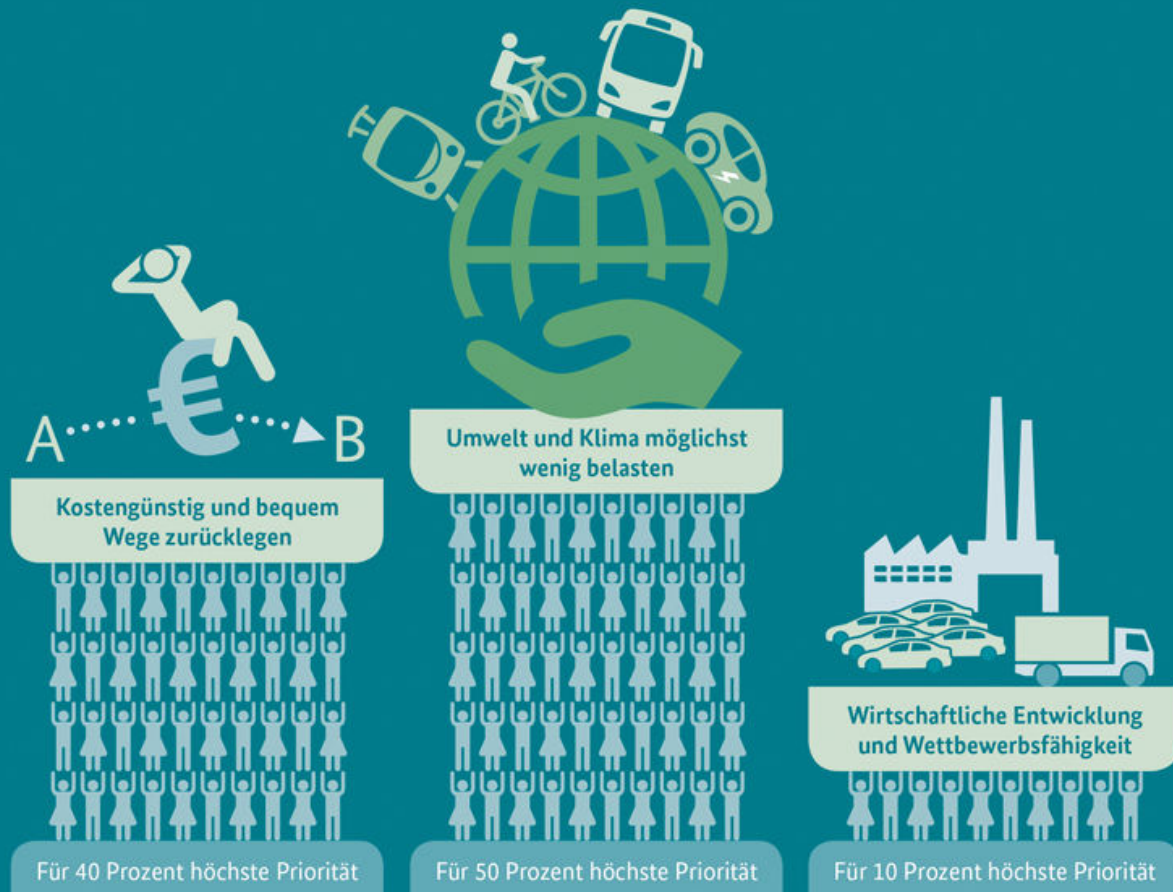 A
€
B
Kostengünstig und bequem
Wege zurücklegen
Für 40 Prozent höchste Priorität
Umwelt und Klima möglichst
wenig belasten
Für 50 Prozent höchste Priorität
Wirtschaftliche Entwicklung
und Wettbewerbsfähigkeit
Für 10 Prozent höchste Priorität